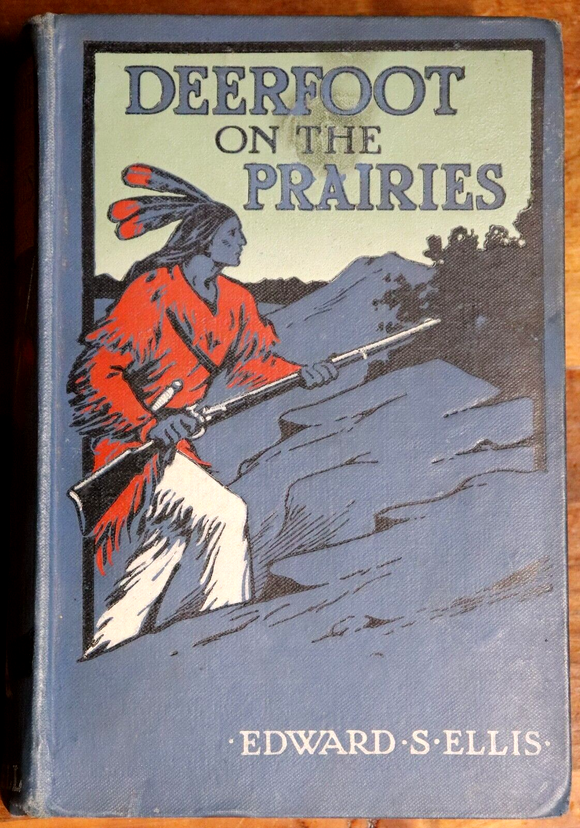 DEERFOOT
ON THE
PRAIRIES
·EDWARD·S·ELLIS·